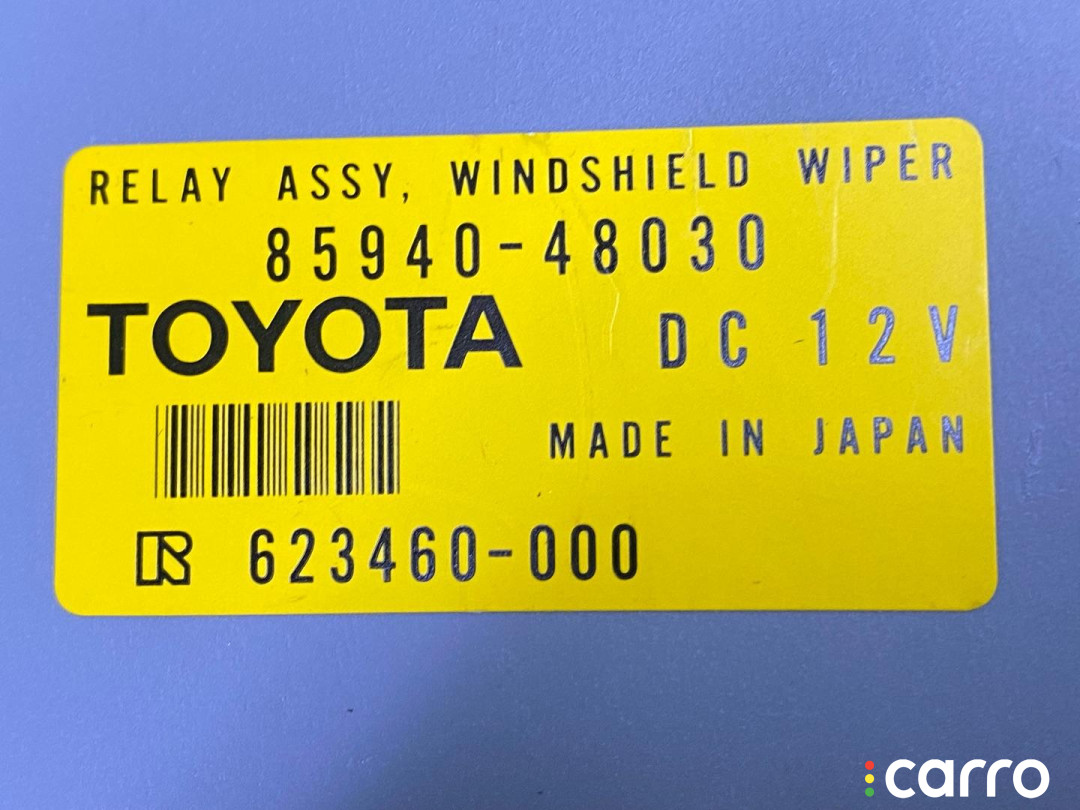 RELAY ASSY, WINDSHIELD WIPER
85940-48030
TOYOTA DC 12V
MADE IN JAPAN
R 623460-000
carro